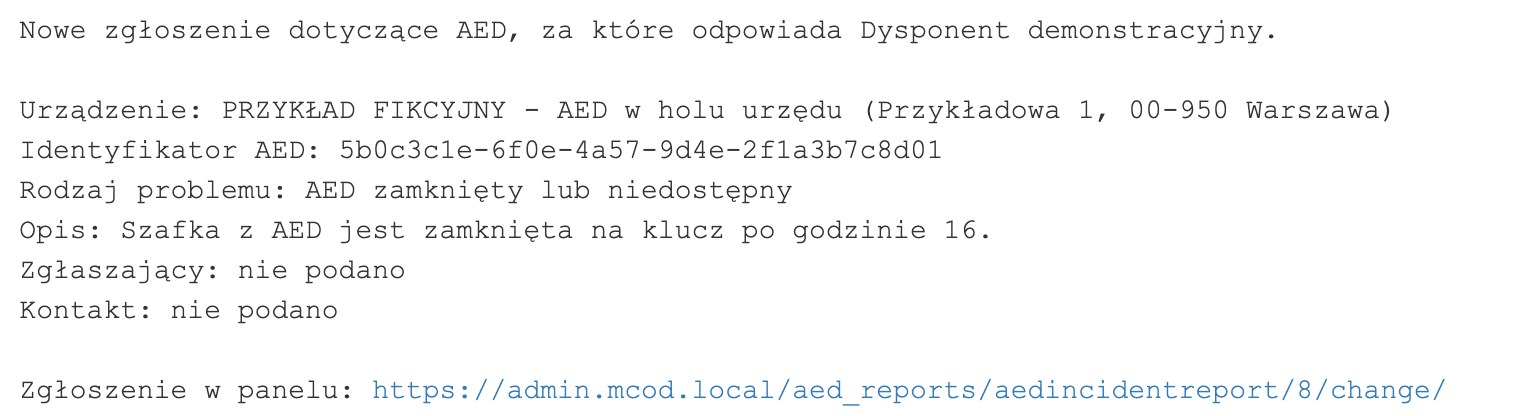 Nowe zgłoszenie dotyczące AED, za które odpowiada Dysponent demonstracyjny.
Urządzenie: PRZYKŁAD FIKCYJNY - AED w holu urzędu (Przykładowa 1, 00-950 Warszawa)
Identyfikator AED: 5b0c3c1e-6f0e-4a57-9d4e-2f1a3b7c8d01
Rodzaj problemu: AED zamknięty lub niedostępny
Opis: Szafka z AED jest zamknięta na klucz po godzinie 16.
Zgłaszający: nie podano
Kontakt: nie podano
Zgłoszenie w panelu: https://admin.mcod.local/aed_reports/aedincidentreport/8/change/